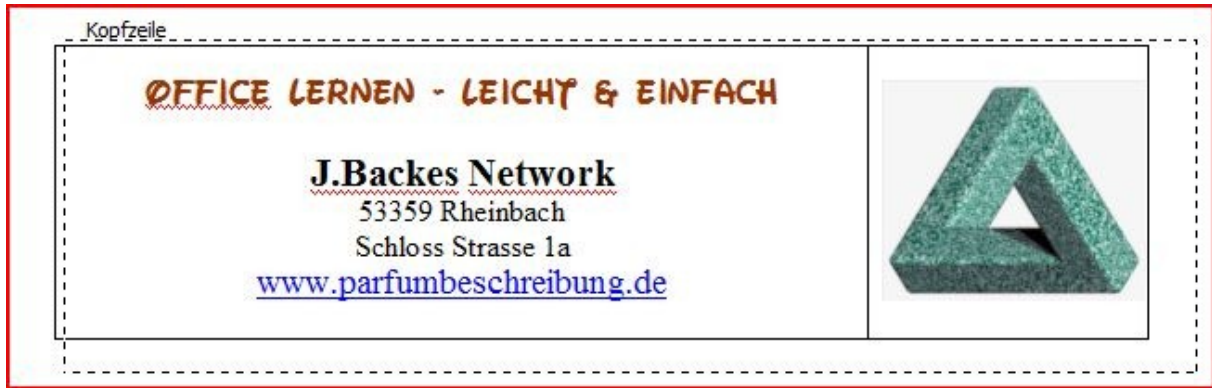 Kopfzeile
OFFICE LERNEN - LEICHT & EINFACH
J.Backes Network
53359 Rheinbach
Schloss Strasse 1a
www.parfumbeschreibung.de